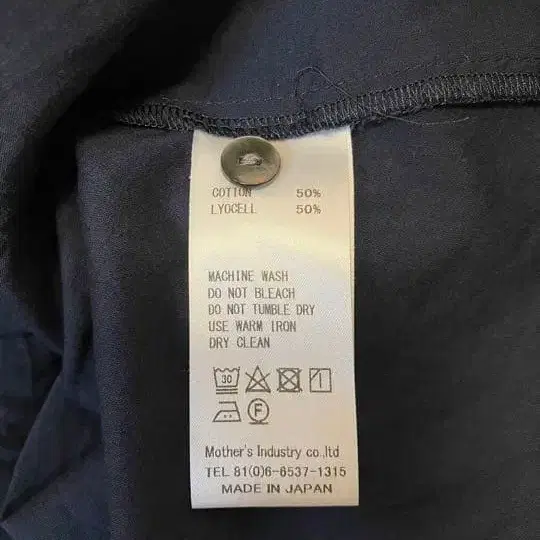 COTTON 50%
LYOCELL 50%
MACHINE WASH
DO NOT BLEACH
DO NOT TUMBLE DRY
USE WARM IRON
DRY CLEAN
30
F
Mother's Industry co.,ltd
TEL 81(0)6-6537-1315
MADE IN JAPAN